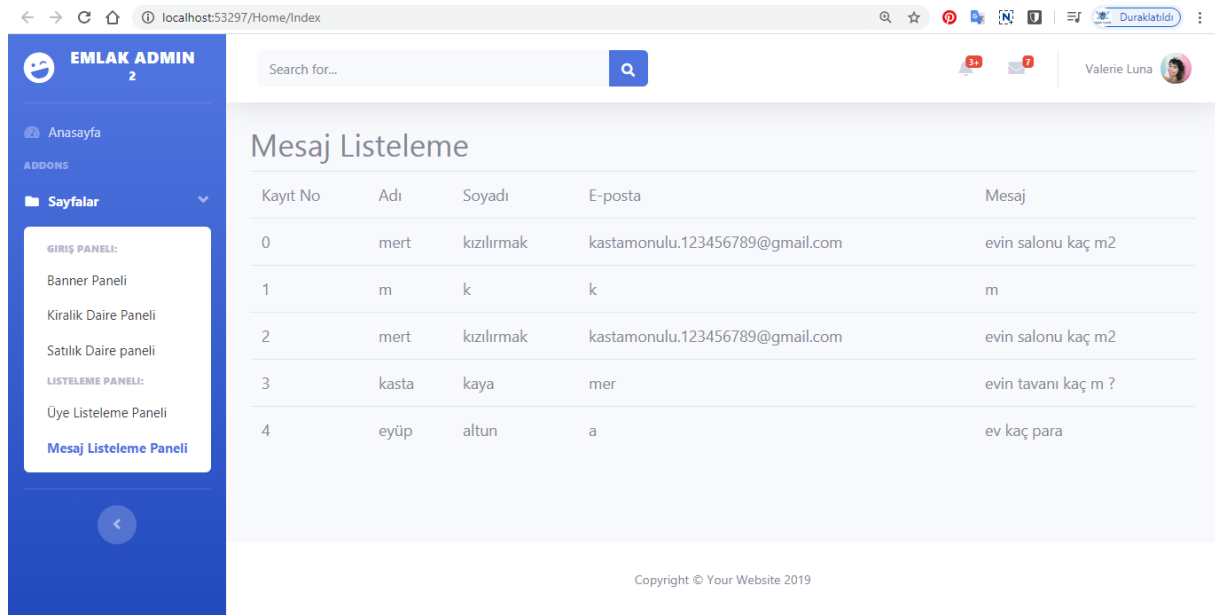 localhost:53297/Home/Index
Duraklatıldı
EMLAK ADMIN
2
Search for...
3+
7
Valerie Luna
Anasayfa
ADDONS
Sayfalar
GIRIŞ PANELI:
Banner Paneli
Kiralik Daire Paneli
Satılık Daire paneli
LISTELEME PANELI:
Üye Listeleme Paneli
Mesaj Listeleme Paneli
Mesaj Listeleme
Kayıt No Adı Soyadı E-posta Mesaj
0 mert kızılırmak kastamonulu.123456789@gmail.com evin salonu kaç m2
1 m k k m
2 mert kızılırmak kastamonulu.123456789@gmail.com evin salonu kaç m2
3 kasta kaya mer evin tavanı kaç m ?
4 eyüp altun a ev kaç para
Copyright © Your Website 2019